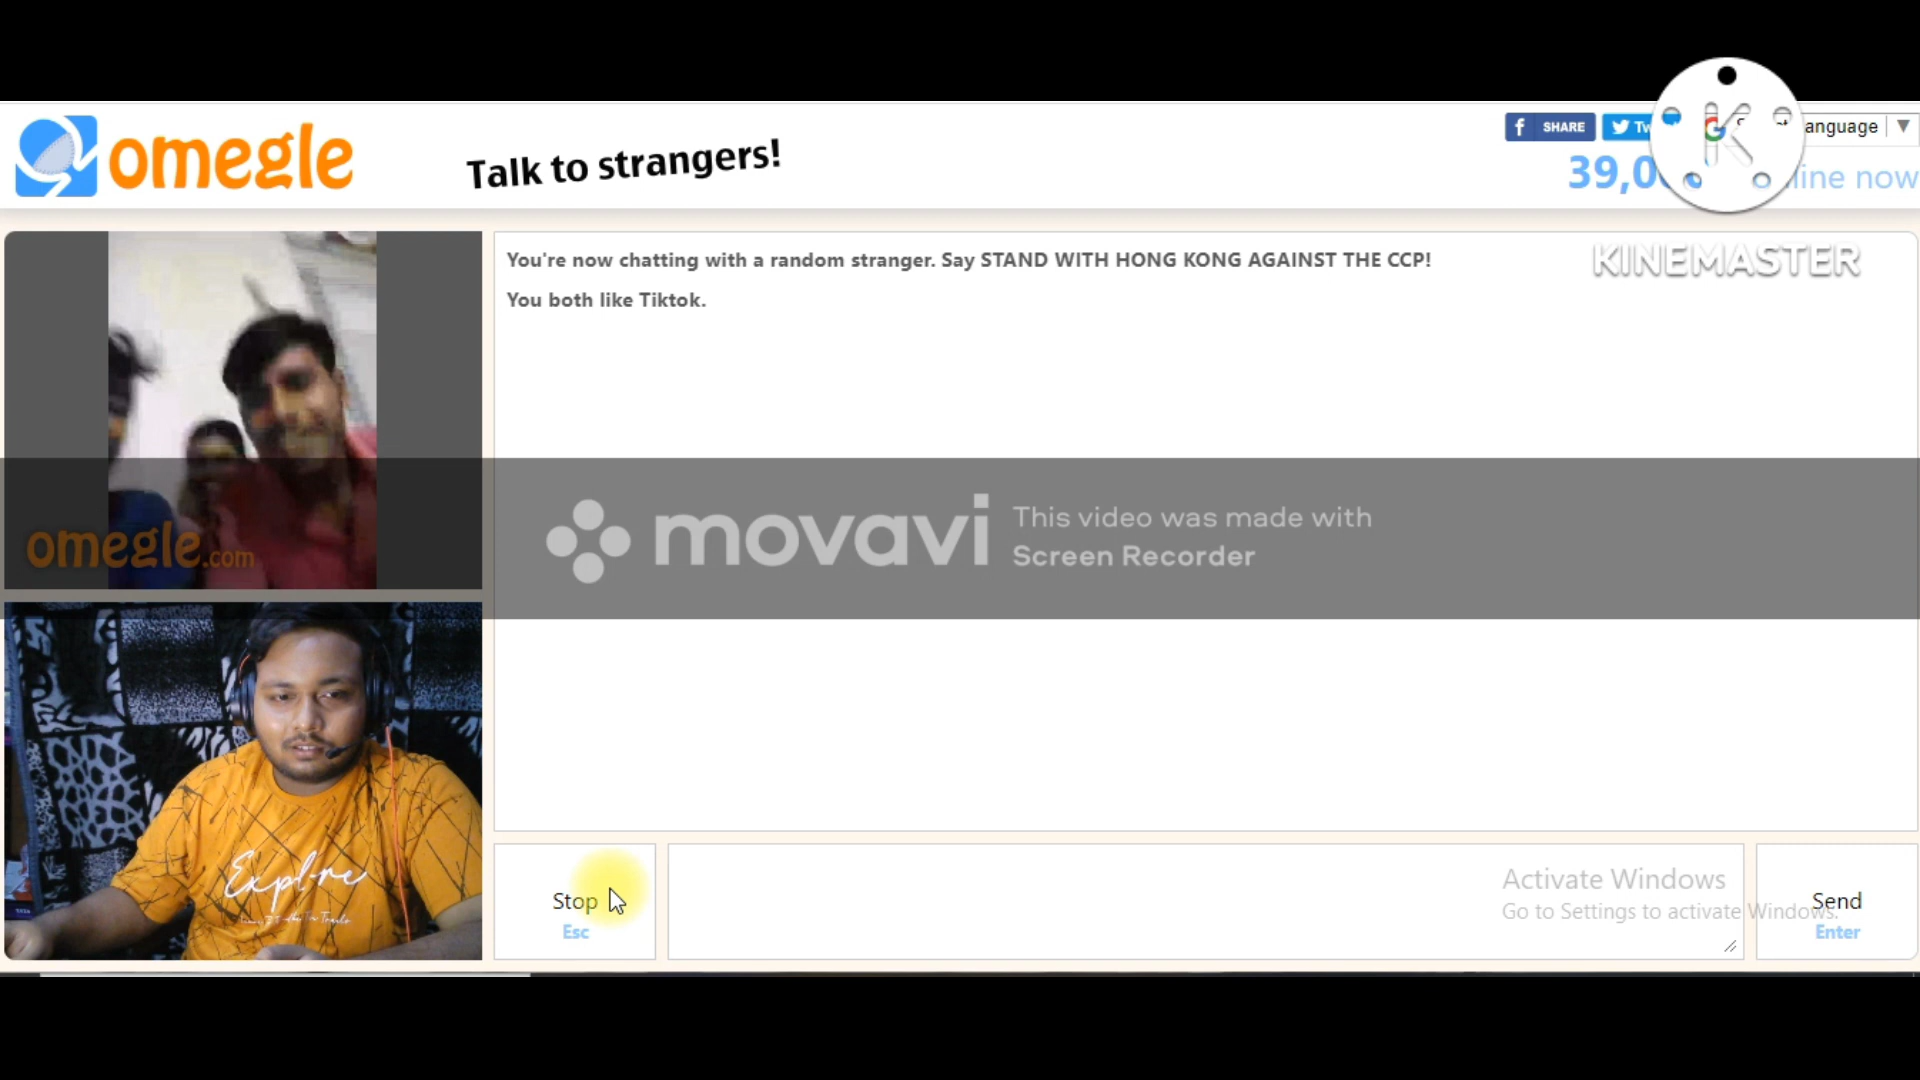 omegle
Talk to strangers!
f SHARE
Tw
anguage ▼
39,0
line now
You're now chatting with a random stranger. Say STAND WITH HONG KONG AGAINST THE CCP!
You both like Tiktok.
KINEMASTER
K
omegle.com
movavi
This video was made with
Screen Recorder
Explore
Stop
Esc
Activate Windows
Go to Settings to activate Windows.
Send
Enter